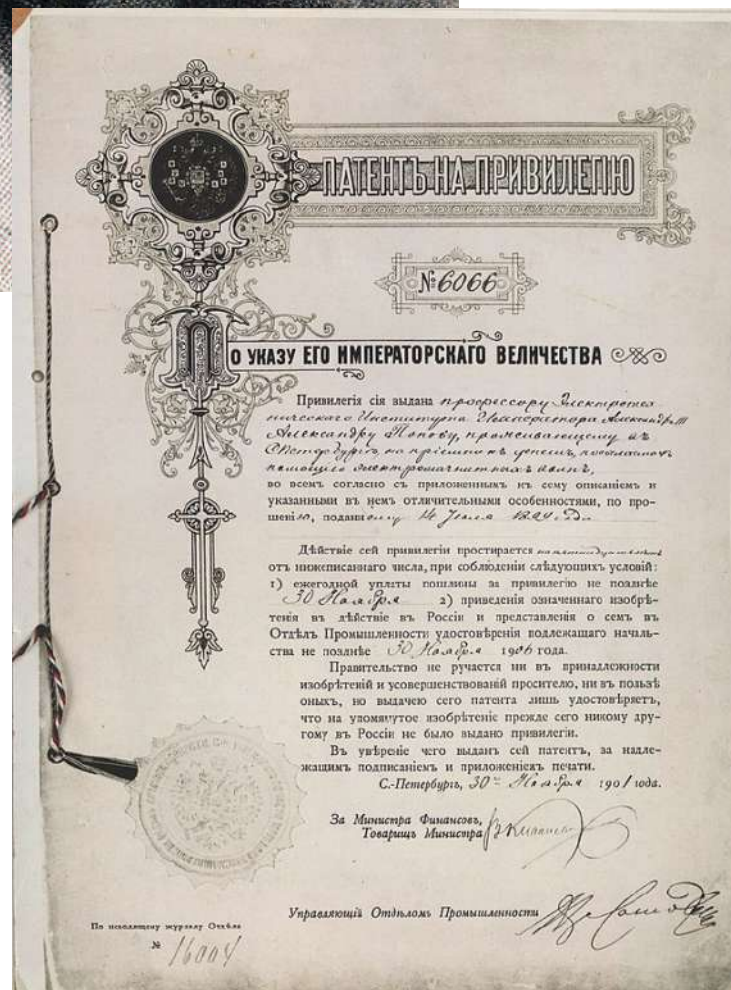 ПАТЕНТЪ НА ПРИВИЛЕГІЮ
№ 6066
ПО УКАЗУ ЕГО ИМПЕРАТОРСКАГО ВЕЛИЧЕСТВА
Привилегія сія выдана профессору Электротех
ническаго Института Императора Александра III
Александру Попову, проживающему въ
СПетербургѣ, на пріемникъ депешъ, посылаемыхъ
помощью электромагнитныхъ волнъ,
во всемъ согласно съ приложенныхъ къ сему описаніем и
указанными въ немъ отличительными особенностями, по про-
шенію, поданному 14 Іюля
Дѣйствіе сей привилегіи простирается
отъ нижеписаннаго числа, при соблюденіи слѣдующихъ условій:
1) ежегодной уплаты пошлины за привилегію не позднѣе
30 Ноября 2) приведенія означеннаго изобрѣ-
тенія въ дѣйствіе въ Россіи и представленія о семъ въ
Отдѣлъ Промышленности удостовѣренія подлежащаго началь-
ства не позднѣе 30 Ноября 1906 года.
Правительство не ручается ни въ принадлежности
изобрѣтеній и усовершенствованій просителю, ни въ пользѣ
оныхъ, но выдачею сего патента лишь удостовѣряетъ,
что на упомянутое изобрѣтеніе прежде сего никому дру-
гому въ Россіи не было выдано привилегіи.
Въ увѣреніе чего выданъ сей патентъ, за надле-
жащимъ подписаніемъ и приложеніемъ печати.
С.-Петербургъ, 30 Ноября 1901 года.
За Министра Финансовъ,
Товарищъ Министра
Управляющій Отдѣломъ Промышленности
По исходящему журналу Отдѣла
№ 16004